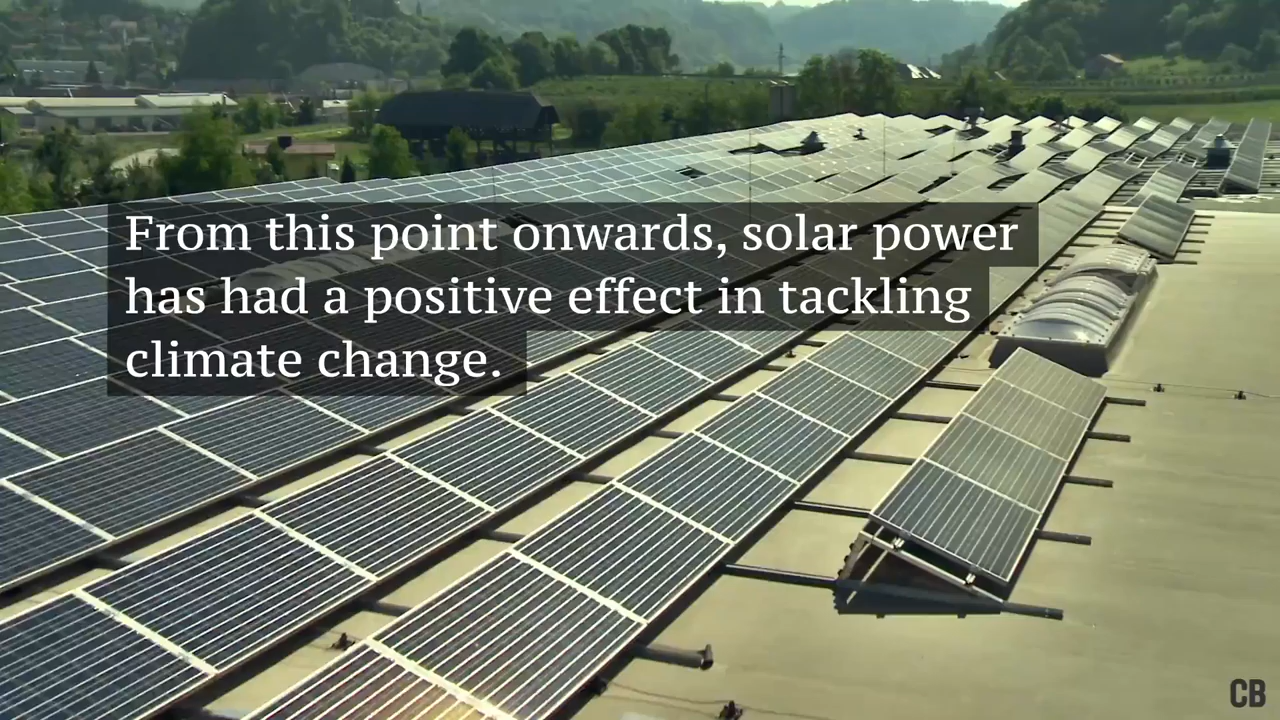 From this point onwards, solar power
has had a positive effect in tackling
climate change.
CB